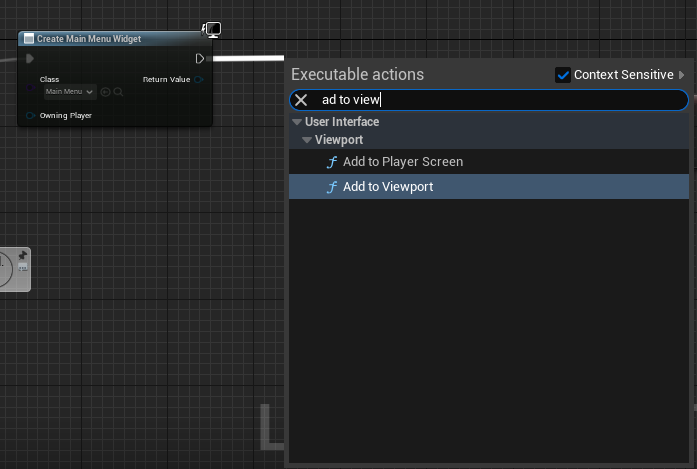 Create Main Menu Widget
Class
Return Value
Main Menu
Owning Player
Executable actions
Context Sensitive
ad to view
User Interface
Viewport
f Add to Player Screen
f Add to Viewport
L